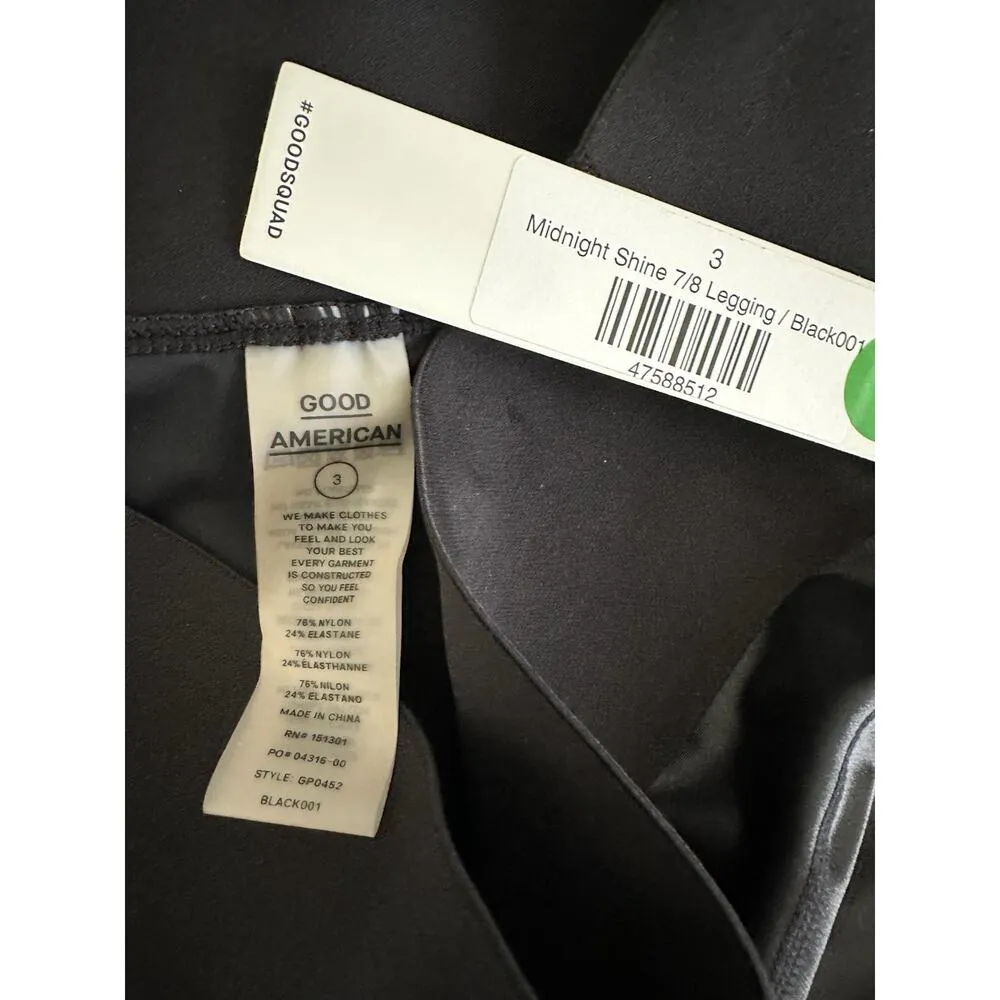 #GOODSQUAD
3
Midnight Shine 7/8 Legging / Black001
47588512
GOOD
AMERICAN
3
WE MAKE CLOTHES
TO MAKE YOU
FEEL AND LOOK
YOUR BEST
EVERY GARMENT
IS CONSTRUCTED
SO YOU FEEL
CONFIDENT
76% NYLON
24% ELASTANE
76% NYLON
24% ÉLASTHANNE
76% NILON
24% ELASTANO
MADE IN CHINA
RN# 151301
PO# 04316-00
STYLE: GP0452
BLACK001